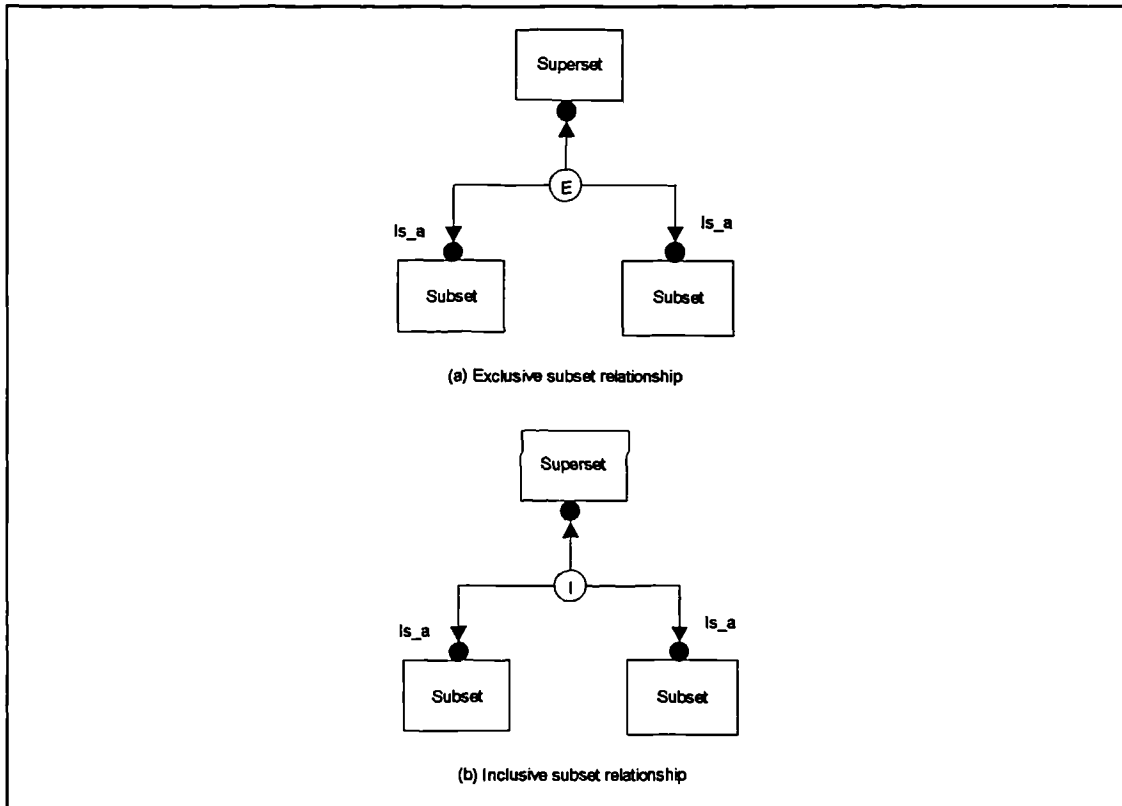 Superset
E
Is_a
Is_a
Subset
Subset
(a) Exclusive subset relationship
Superset
I
Is_a
Is_a
Subset
Subset
(b) Inclusive subset relationship